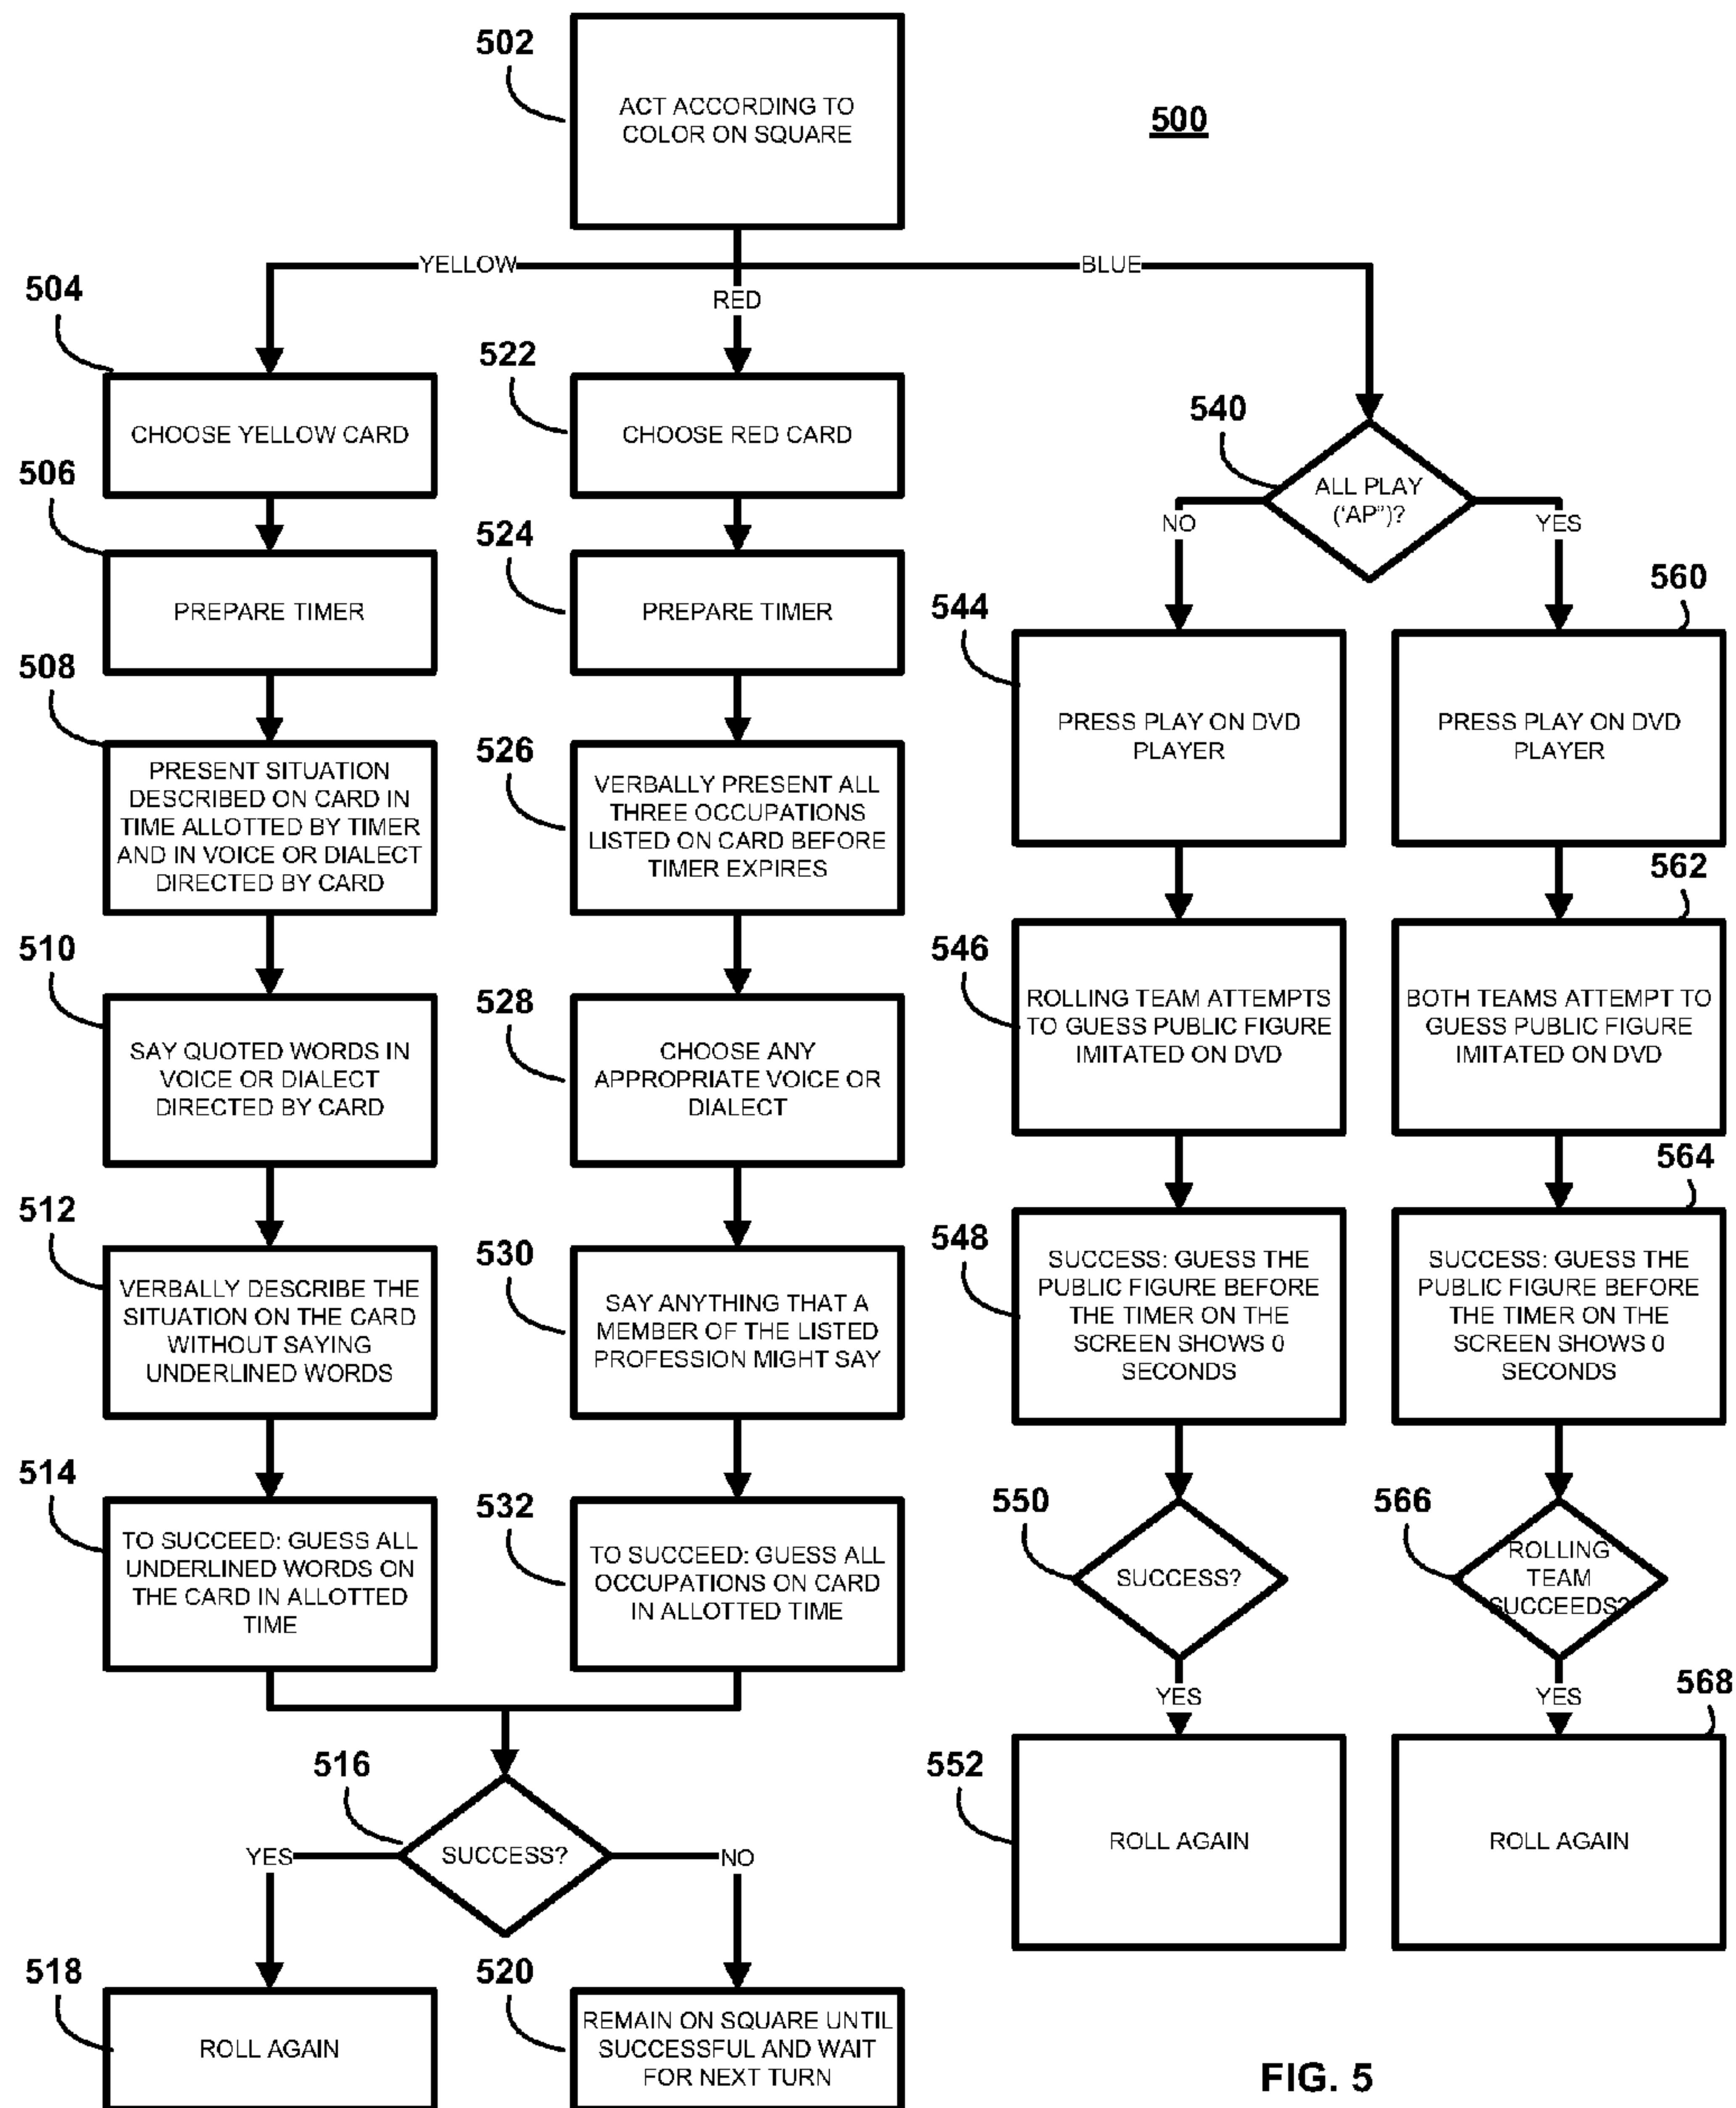 502
ACT ACCORDING TO
COLOR ON SQUARE
500
YELLOW
RED
BLUE
504
CHOOSE YELLOW CARD
506
PREPARE TIMER
508
PRESENT SITUATION
DESCRIBED ON CARD IN
TIME ALLOTTED BY TIMER
AND IN VOICE OR DIALECT
DIRECTED BY CARD
510
SAY QUOTED WORDS IN
VOICE OR DIALECT
DIRECTED BY CARD
512
VERBALLY DESCRIBE THE
SITUATION ON THE CARD
WITHOUT SAYING
UNDERLINED WORDS
514
TO SUCCEED: GUESS ALL
UNDERLINED WORDS ON
THE CARD IN ALLOTTED
TIME
522
CHOOSE RED CARD
524
PREPARE TIMER
526
VERBALLY PRESENT ALL
THREE OCCUPATIONS
LISTED ON CARD BEFORE
TIMER EXPIRES
528
CHOOSE ANY
APPROPRIATE VOICE OR
DIALECT
530
SAY ANYTHING THAT A
MEMBER OF THE LISTED
PROFESSION MIGHT SAY
532
TO SUCCEED: GUESS ALL
OCCUPATIONS ON CARD
IN ALLOTTED TIME
516
SUCCESS?
YES
NO
518
ROLL AGAIN
520
REMAIN ON SQUARE UNTIL
SUCCESSFUL AND WAIT
FOR NEXT TURN
540
ALL PLAY
('AP")?
NO
YES
544
PRESS PLAY ON DVD
PLAYER
546
ROLLING TEAM ATTEMPTS
TO GUESS PUBLIC FIGURE
IMITATED ON DVD
548
SUCCESS: GUESS THE
PUBLIC FIGURE BEFORE
THE TIMER ON THE
SCREEN SHOWS 0
SECONDS
550
SUCCESS?
YES
552
ROLL AGAIN
560
PRESS PLAY ON DVD
PLAYER
562
BOTH TEAMS ATTEMPT TO
GUESS PUBLIC FIGURE
IMITATED ON DVD
564
SUCCESS: GUESS THE
PUBLIC FIGURE BEFORE
THE TIMER ON THE
SCREEN SHOWS 0
SECONDS
566
ROLLING
TEAM
SUCCEEDS?
YES
568
ROLL AGAIN
FIG. 5